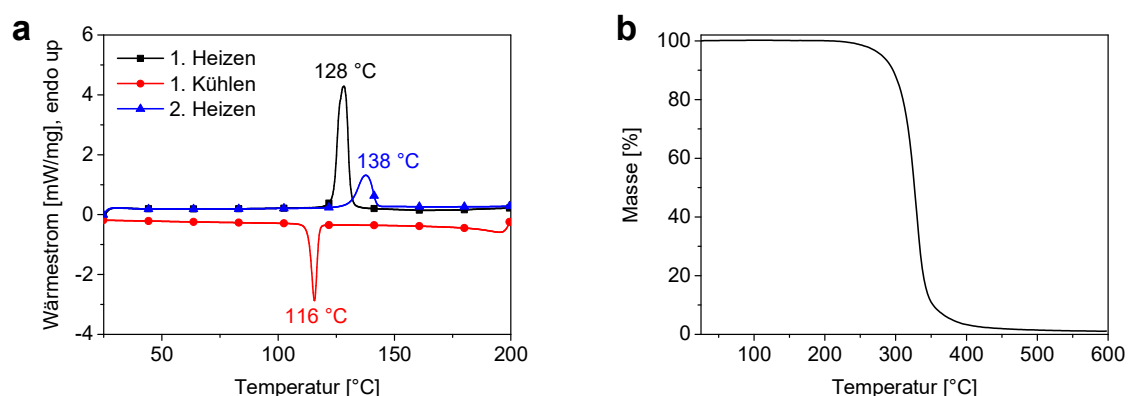 a
Wärmestrom [mW/mg], endo up
6
4
2
0
-2
-4
1. Heizen
1. Kühlen
2. Heizen
128 °C
138 °C
116 °C
50
100
150
200
Temperatur [°C]
b
Masse [%]
100
80
60
40
20
0
100
200
300
400
500
600
Temperatur [°C]